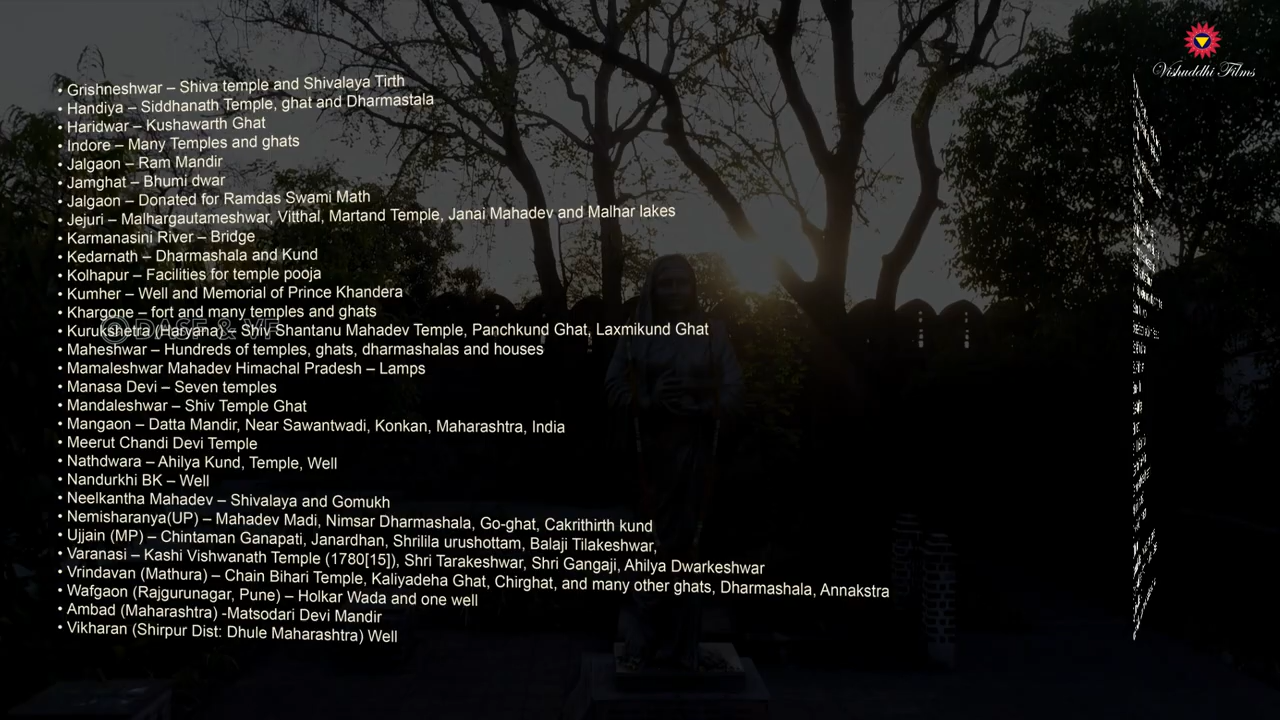 Vishuddhi Films
• Grishneshwar – Shiva temple and Shivalaya Tirth
• Handiya – Siddhanath Temple, ghat and Dharmastala
• Haridwar – Kushawarth Ghat
• Indore – Many Temples and ghats
• Jalgaon – Ram Mandir
• Jamghat – Bhumi dwar
• Jalgaon – Donated for Ramdas Swami Math
• Jejuri – Malhargautameshwar, Vitthal, Martand Temple, Janai Mahadev and Malhar lakes
• Karmanasini River – Bridge
• Kedarnath – Dharmashala and Kund
• Kolhapur – Facilities for temple pooja
• Kumher – Well and Memorial of Prince Khandera
• Khargone – fort and many temples and ghats
© DASF & VF
• Kurukshetra (Haryana) – Shri Shantanu Mahadev Temple, Panchkund Ghat, Laxmikund Ghat
• Maheshwar – Hundreds of temples, ghats, dharmashalas and houses
• Mamaleshwar Mahadev Himachal Pradesh – Lamps
• Manasa Devi – Seven temples
• Mandaleshwar – Shiv Temple Ghat
• Mangaon – Datta Mandir, Near Sawantwadi, Konkan, Maharashtra, India
• Meerut Chandi Devi Temple
• Nathdwara – Ahilya Kund, Temple, Well
• Nandurkhi BK – Well
• Neelkantha Mahadev – Shivalaya and Gomukh
• Nemisharanya(UP) – Mahadev Madi, Nimsar Dharmashala, Go-ghat, Cakrithirth kund
• Ujjain (MP) – Chintaman Ganapati, Janardhan, Shrilila urushottam, Balaji Tilakeshwar,
• Varanasi – Kashi Vishwanath Temple (1780[15]), Shri Tarakeshwar, Shri Gangaji, Ahilya Dwarkeshwar
• Vrindavan (Mathura) – Chain Bihari Temple, Kaliyadeha Ghat, Chirghat, and many other ghats, Dharmashala, Annakstra
• Wafgaon (Rajgurunagar, Pune) – Holkar Wada and one well
• Ambad (Maharashtra) -Matsodari Devi Mandir
• Vikharan (Shirpur Dist: Dhule Maharashtra) Well